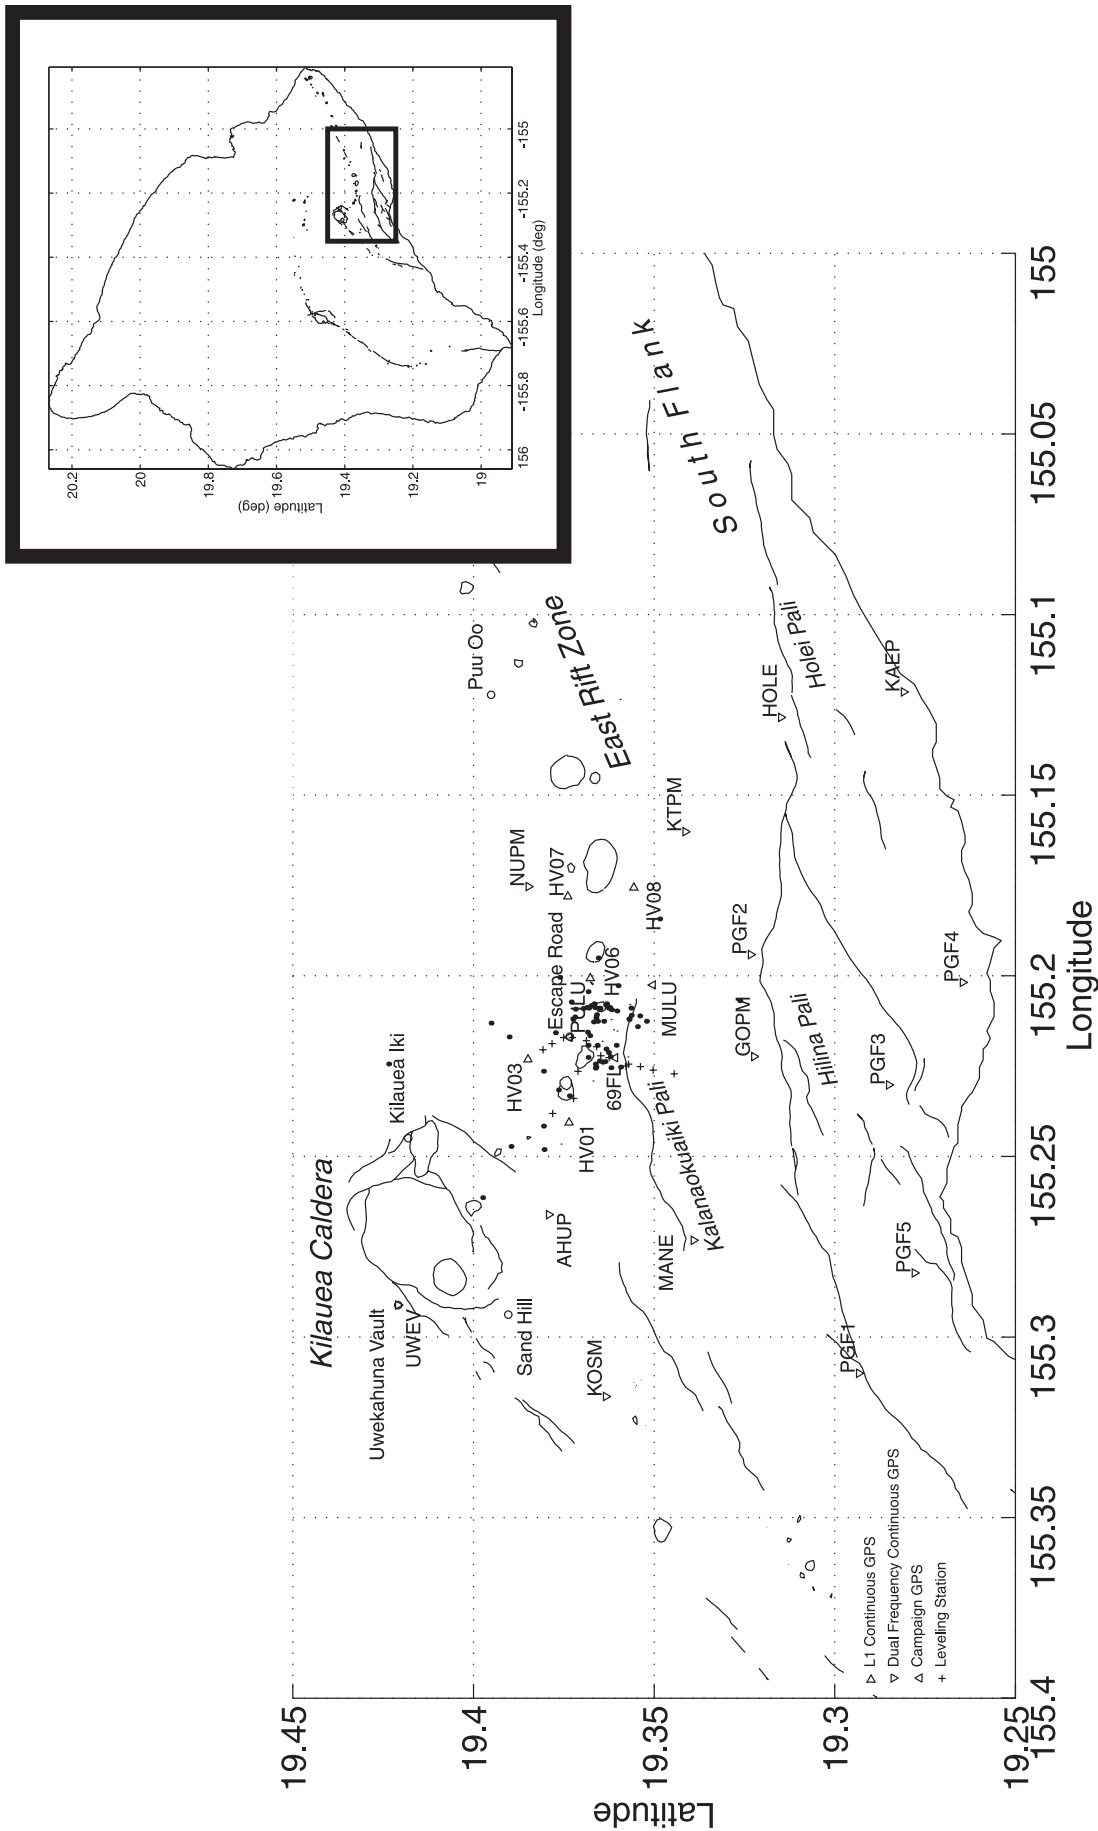 20.2
20
19.8
19.6
19.4
19.2
19
Latitude (deg)
-156
-155.8
-155.6
-155.4
-155.2
-155
Longitude (deg)
Kilauea Caldera
Uwekahuna Vault
UWEV
Kilauea Iki
Sand Hill
Puu Oo
East Rift Zone
South Flank
NUPM
HV07
Escape Road
PULU
HV06
HV08
KTPM
HV03
69FL
MULU
HV01
AHUP
KOSM
MANE
Kalanaokuaiki Pali
PGF2
GOPM
HOLE
Holei Pali
KAEP
Hilina Pali
PGF3
PGF4
PGF5
PGF1
L1 Continuous GPS
Dual Frequency Continuous GPS
Campaign GPS
+ Leveling Station
19.45
19.4
19.35
19.3
19.25
Latitude
155.4
155.35
155.3
155.25
155.2
155.15
155.1
155.05
155
Longitude